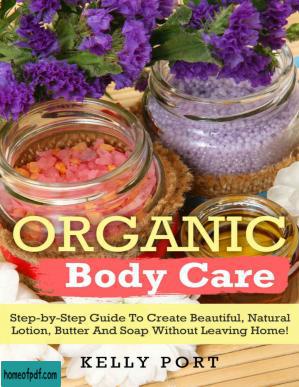 ORGANIC
Body Care
Step-by-Step Guide To Create Beautiful, Natural
Lotion, Butter And Soap Without Leaving Home!
KELLY PORT
homeofpdf.com